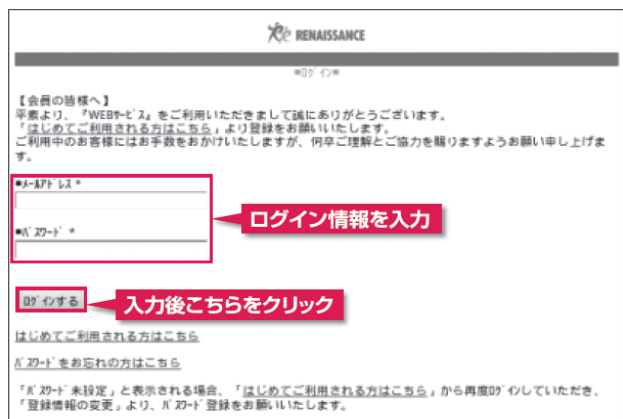 RENAISSANCE
■ﾛｸﾞｲﾝ■
【会員の皆様へ】
平素より、『WEBｻｰﾋﾞｽ』をご利用いただきまして誠にありがとうございます。
「はじめてご利用される方はこちら」より登録をお願いいたします。
ご利用中のお客様にはお手数をおかけいたしますが、何卒ご理解とご協力を賜りますようお願い申し上げま
す。
■ﾒｰﾙｱﾄﾞﾚｽ *
ログイン情報を入力
■ﾊﾟｽﾜｰﾄﾞ *
ﾛｸﾞｲﾝする
入力後こちらをクリック
はじめてご利用される方はこちら
ﾊﾟｽﾜｰﾄﾞをお忘れの方はこちら
「ﾊﾟｽﾜｰﾄﾞ未設定」と表示される場合、「はじめてご利用される方はこちら」から再度ﾛｸﾞｲﾝしていただき、
「登録情報の変更」より、ﾊﾟｽﾜｰﾄﾞ登録をお願いいたします。